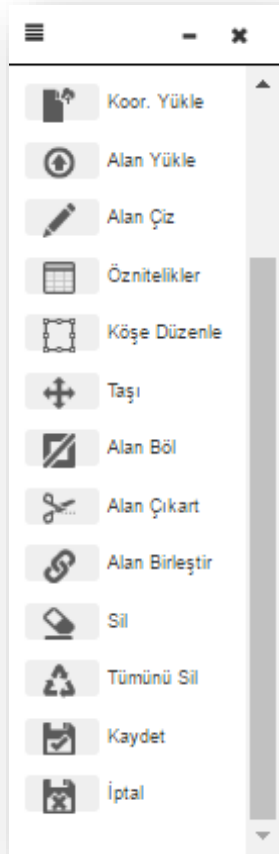 Koor. Yükle
Alan Yükle
Alan Çiz
Öznitelikler
Köşe Düzenle
Taşı
Alan Böl
Alan Çıkart
Alan Birleştir
Sil
Tümünü Sil
Kaydet
İptal